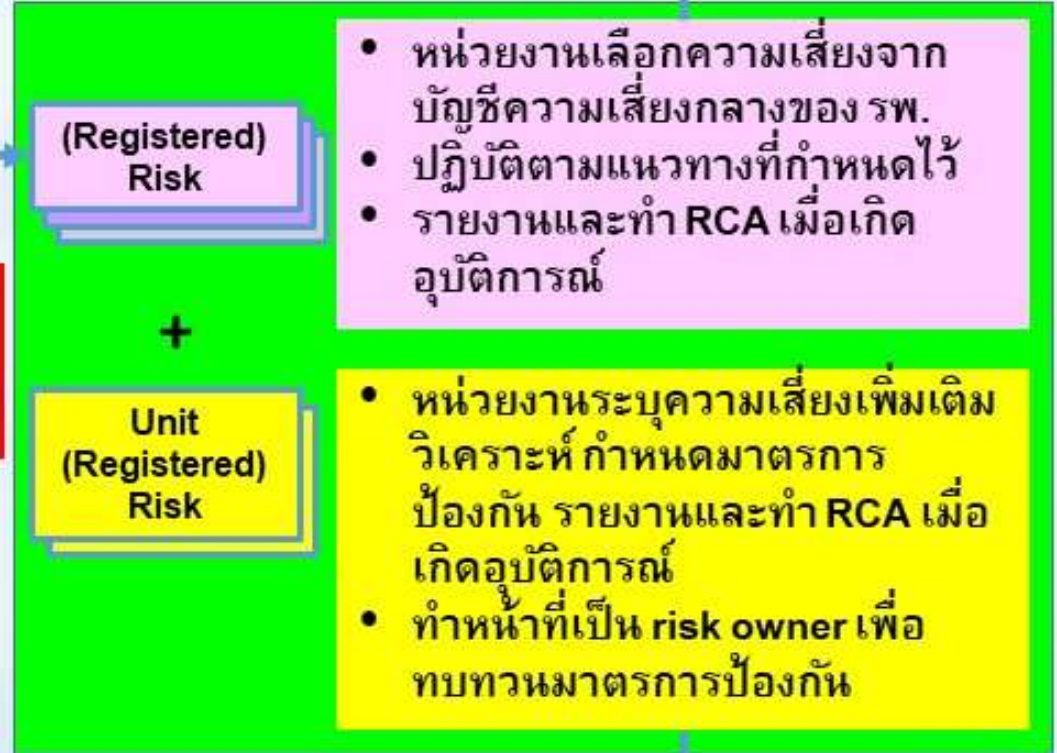 (Registered)
Risk
• หน่วยงานเลือกความเสี่ยงจาก
บัญชีความเสี่ยงกลางของ รพ.
• ปฏิบัติตามแนวทางที่กำหนดไว้
• รายงานและทำ RCA เมื่อเกิด
อุบัติการณ์
+
Unit
(Registered)
Risk
• หน่วยงานระบุความเสี่ยงเพิ่มเติม
วิเคราะห์ กำหนดมาตรการ
ป้องกัน รายงานและทำ RCA เมื่อ
เกิดอุบัติการณ์
• ทำหน้าที่เป็น risk owner เพื่อ
ทบทวนมาตรการป้องกัน